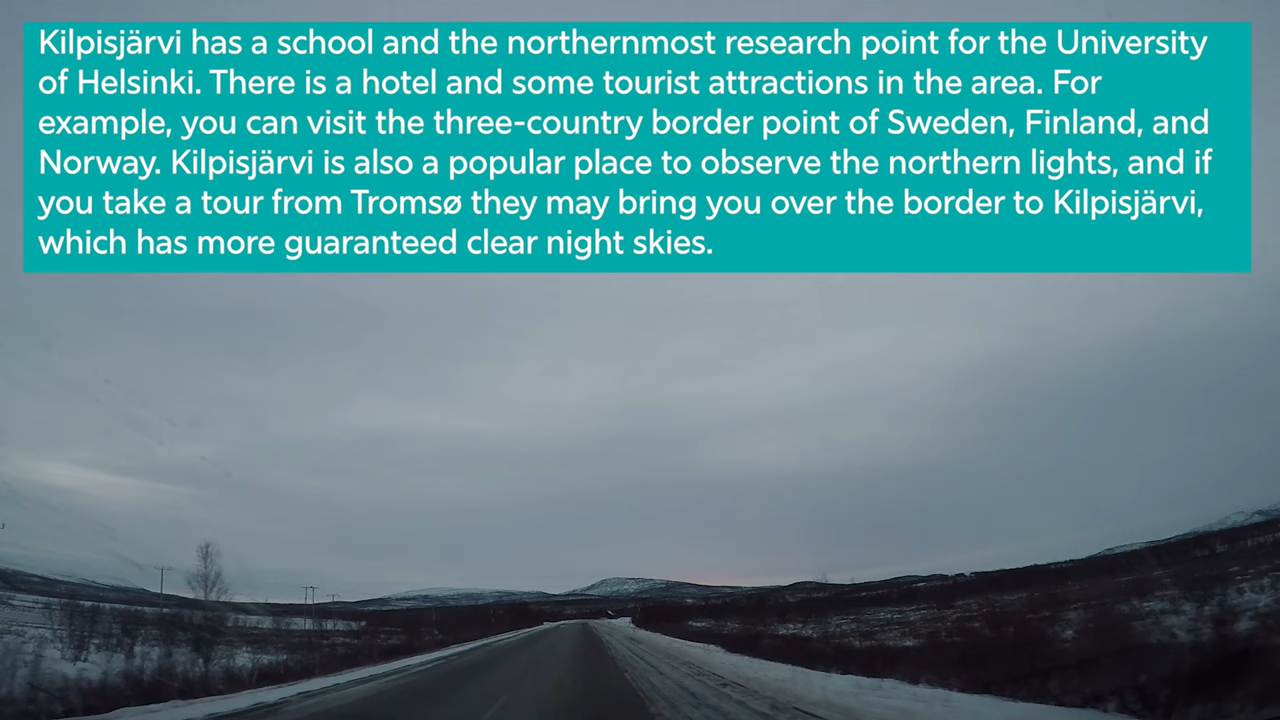 Kilpisjärvi has a school and the northernmost research point for the University
of Helsinki. There is a hotel and some tourist attractions in the area. For
example, you can visit the three-country border point of Sweden, Finland, and
Norway. Kilpisjärvi is also a popular place to observe the northern lights, and if
you take a tour from Tromsø they may bring you over the border to Kilpisjärvi,
which has more guaranteed clear night skies.